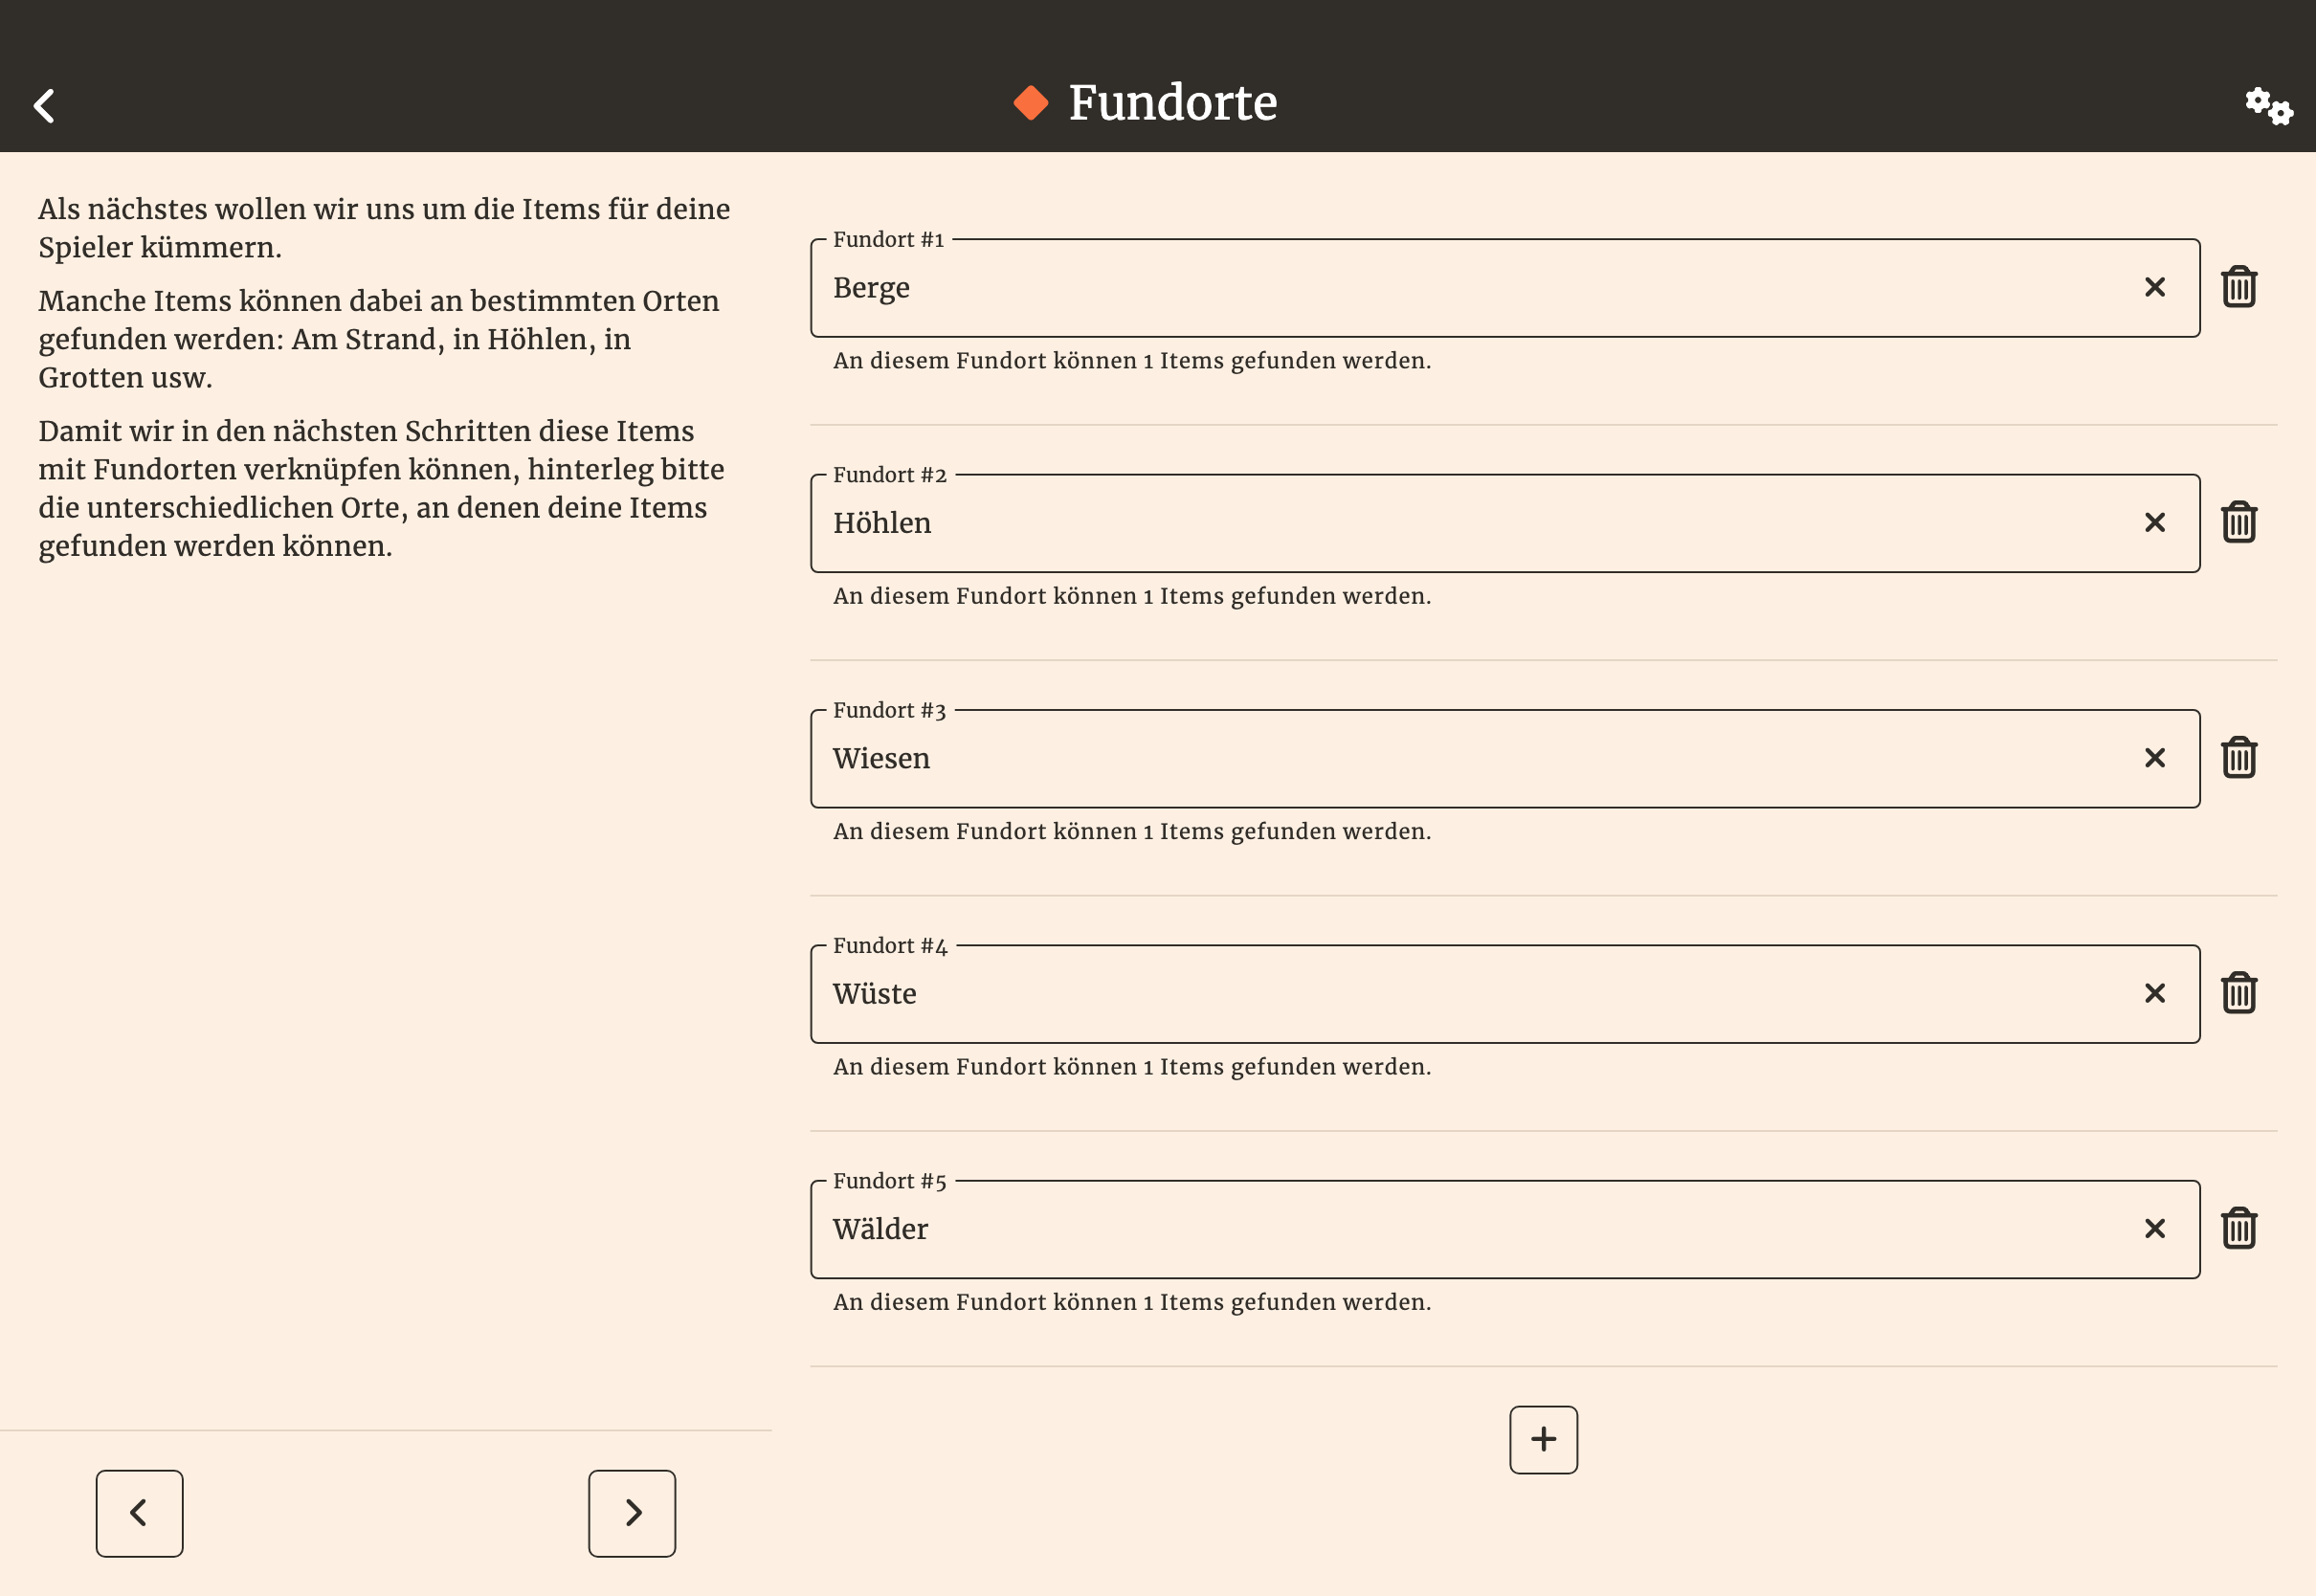 Fundorte
Als nächstes wollen wir uns um die Items für deine
Spieler kümmern.
Manche Items können dabei an bestimmten Orten
gefunden werden: Am Strand, in Höhlen, in
Grotten usw.
Damit wir in den nächsten Schritten diese Items
mit Fundorten verknüpfen können, hinterleg bitte
die unterschiedlichen Orte, an denen deine Items
gefunden werden können.
Fundort #1
Berge
An diesem Fundort können 1 Items gefunden werden.
Fundort #2
Höhlen
An diesem Fundort können 1 Items gefunden werden.
Fundort #3
Wiesen
An diesem Fundort können 1 Items gefunden werden.
Fundort #4
Wüste
An diesem Fundort können 1 Items gefunden werden.
Fundort #5
Wälder
An diesem Fundort können 1 Items gefunden werden.